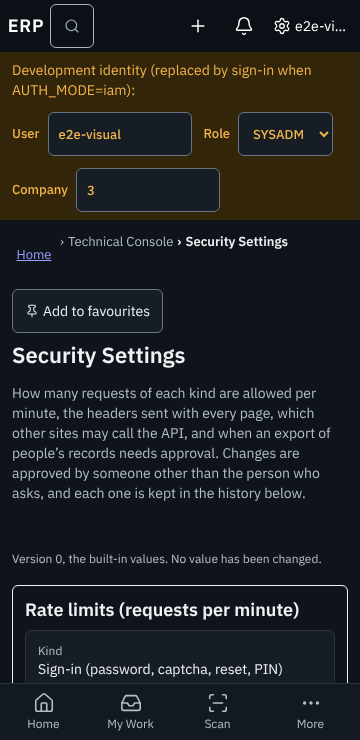 ERP
e2e-vi...
Development identity (replaced by sign-in when
AUTH_MODE=iam):
User e2e-visual Role SYSADM
Company 3
Home › Technical Console › Security Settings
Add to favourites
Security Settings
How many requests of each kind are allowed per
minute, the headers sent with every page, which
other sites may call the API, and when an export of
people's records needs approval. Changes are
approved by someone other than the person who
asks, and each one is kept in the history below.
Version 0, the built-in values. No value has been changed.
Rate limits (requests per minute)
Kind
Sign-in (password, captcha, reset, PIN)
Home My Work Scan More